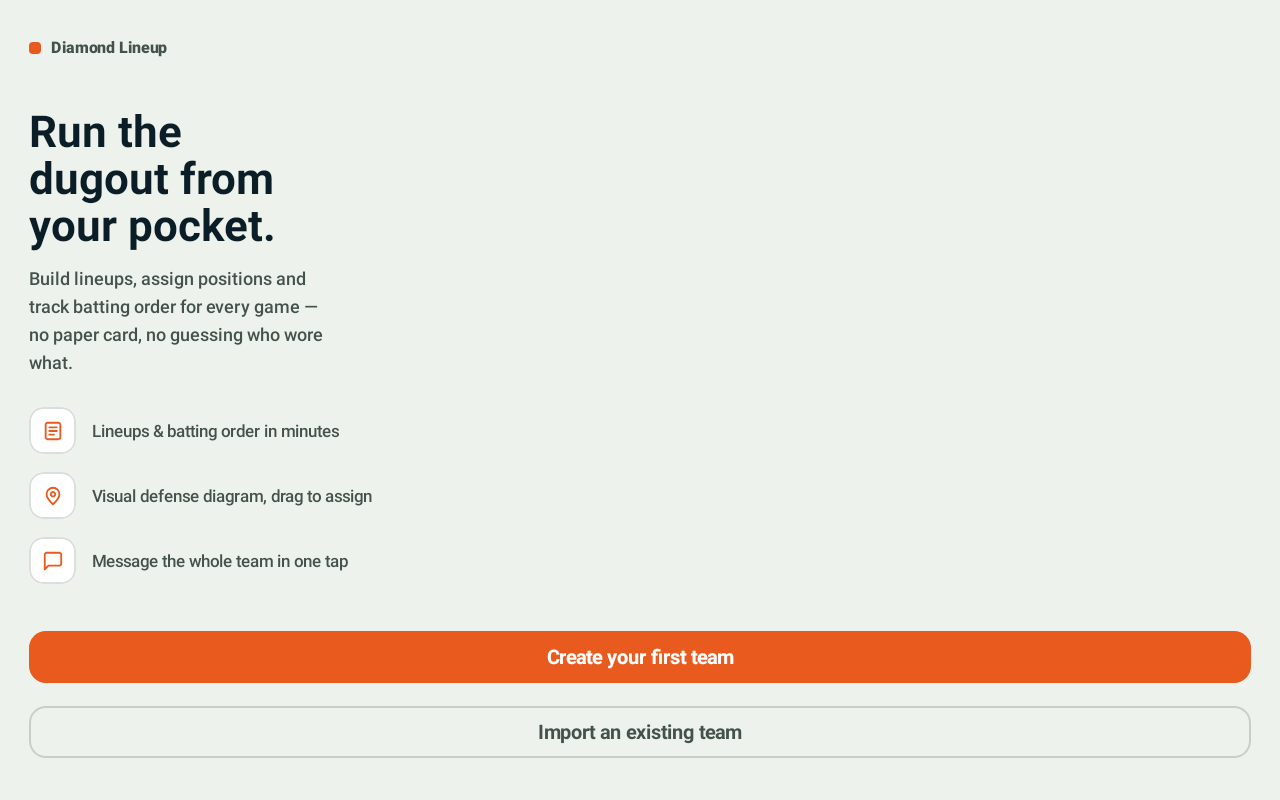 Diamond Lineup
Run the
dugout from
your pocket.
Build lineups, assign positions and
track batting order for every game —
no paper card, no guessing who wore
what.
Lineups & batting order in minutes
Visual defense diagram, drag to assign
Message the whole team in one tap
Create your first team
Import an existing team